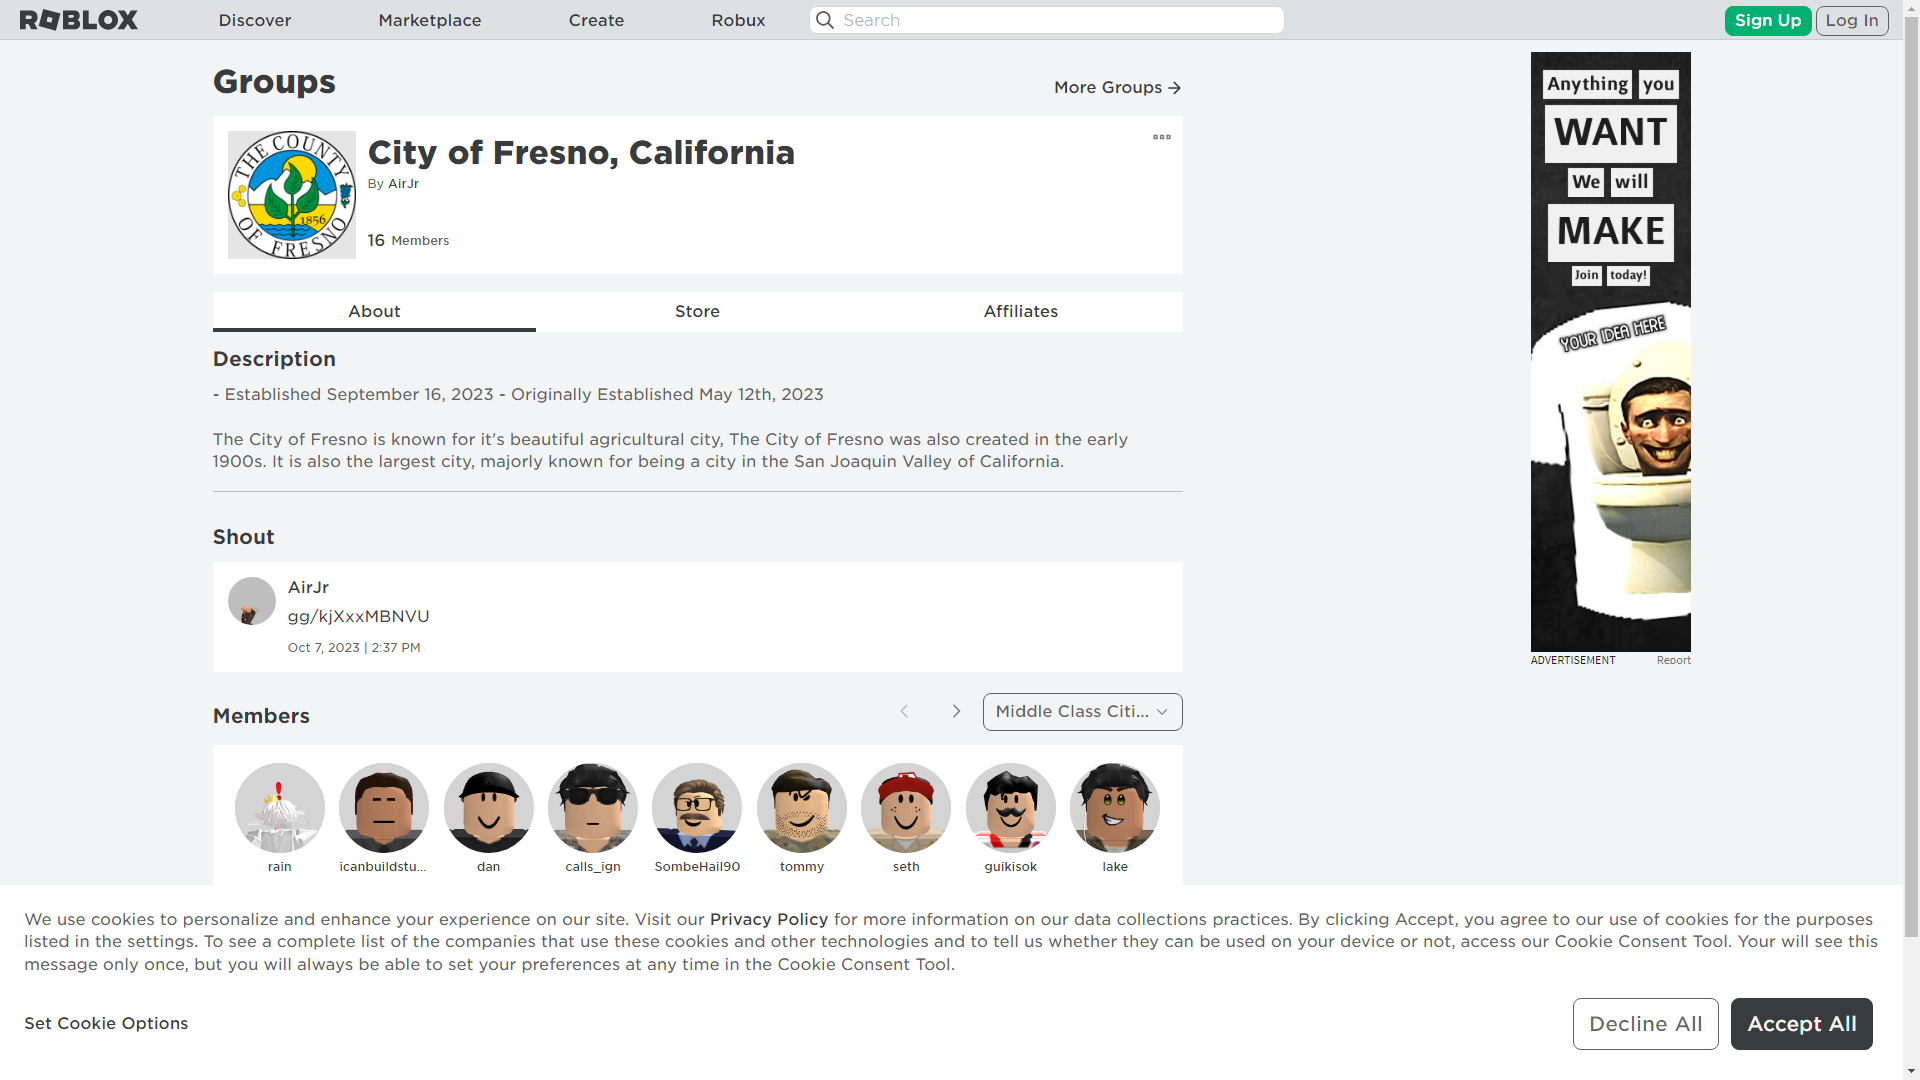 ROBLOX
Discover
Marketplace
Create
Robux
Search
Sign Up
Log In
Groups
More Groups
THE COUNTY OF FRESNO
1856
City of Fresno, California
By AirJr
16 Members
About
Store
Affiliates
Description
- Established September 16, 2023 - Originally Established May 12th, 2023
The City of Fresno is known for it's beautiful agricultural city, The City of Fresno was also created in the early
1900s. It is also the largest city, majorly known for being a city in the San Joaquin Valley of California.
Shout
AirJr
gg/kjXxxMBNVU
Oct 7, 2023 | 2:37 PM
Members
Middle Class Citi...
rain
icanbuildstu...
dan
calls_ign
SombeHail90
tommy
seth
guikisok
lake
Anything you
WANT
We will
MAKE
Join today!
YOUR IDEA HERE
ADVERTISEMENT
Report
We use cookies to personalize and enhance your experience on our site. Visit our Privacy Policy for more information on our data collections practices. By clicking Accept, you agree to our use of cookies for the purposes
listed in the settings. To see a complete list of the companies that use these cookies and other technologies and to tell us whether they can be used on your device or not, access our Cookie Consent Tool. Your will see this
message only once, but you will always be able to set your preferences at any time in the Cookie Consent Tool.
Set Cookie Options
Decline All
Accept All